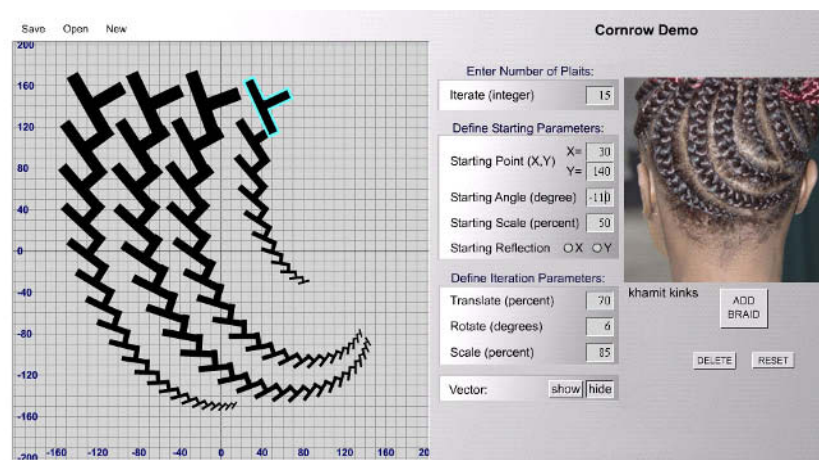 Save Open New
Cornrow Demo
200
160
120
80
40
0
-40
-80
-120
-160
-200 -160 -120 -80 -40 0 40 80 120 160 20
Enter Number of Plaits:
Iterate (integer) 15
Define Starting Parameters:
Starting Point (X,Y) X= 30
Y= 140
Starting Angle (degree) -110
Starting Scale (percent) 50
Starting Reflection X Y
Define Iteration Parameters:
Translate (percent) 70
Rotate (degrees) 6
Scale (percent) 85
Vector: show hide
khamit kinks
ADD
BRAID
DELETE RESET